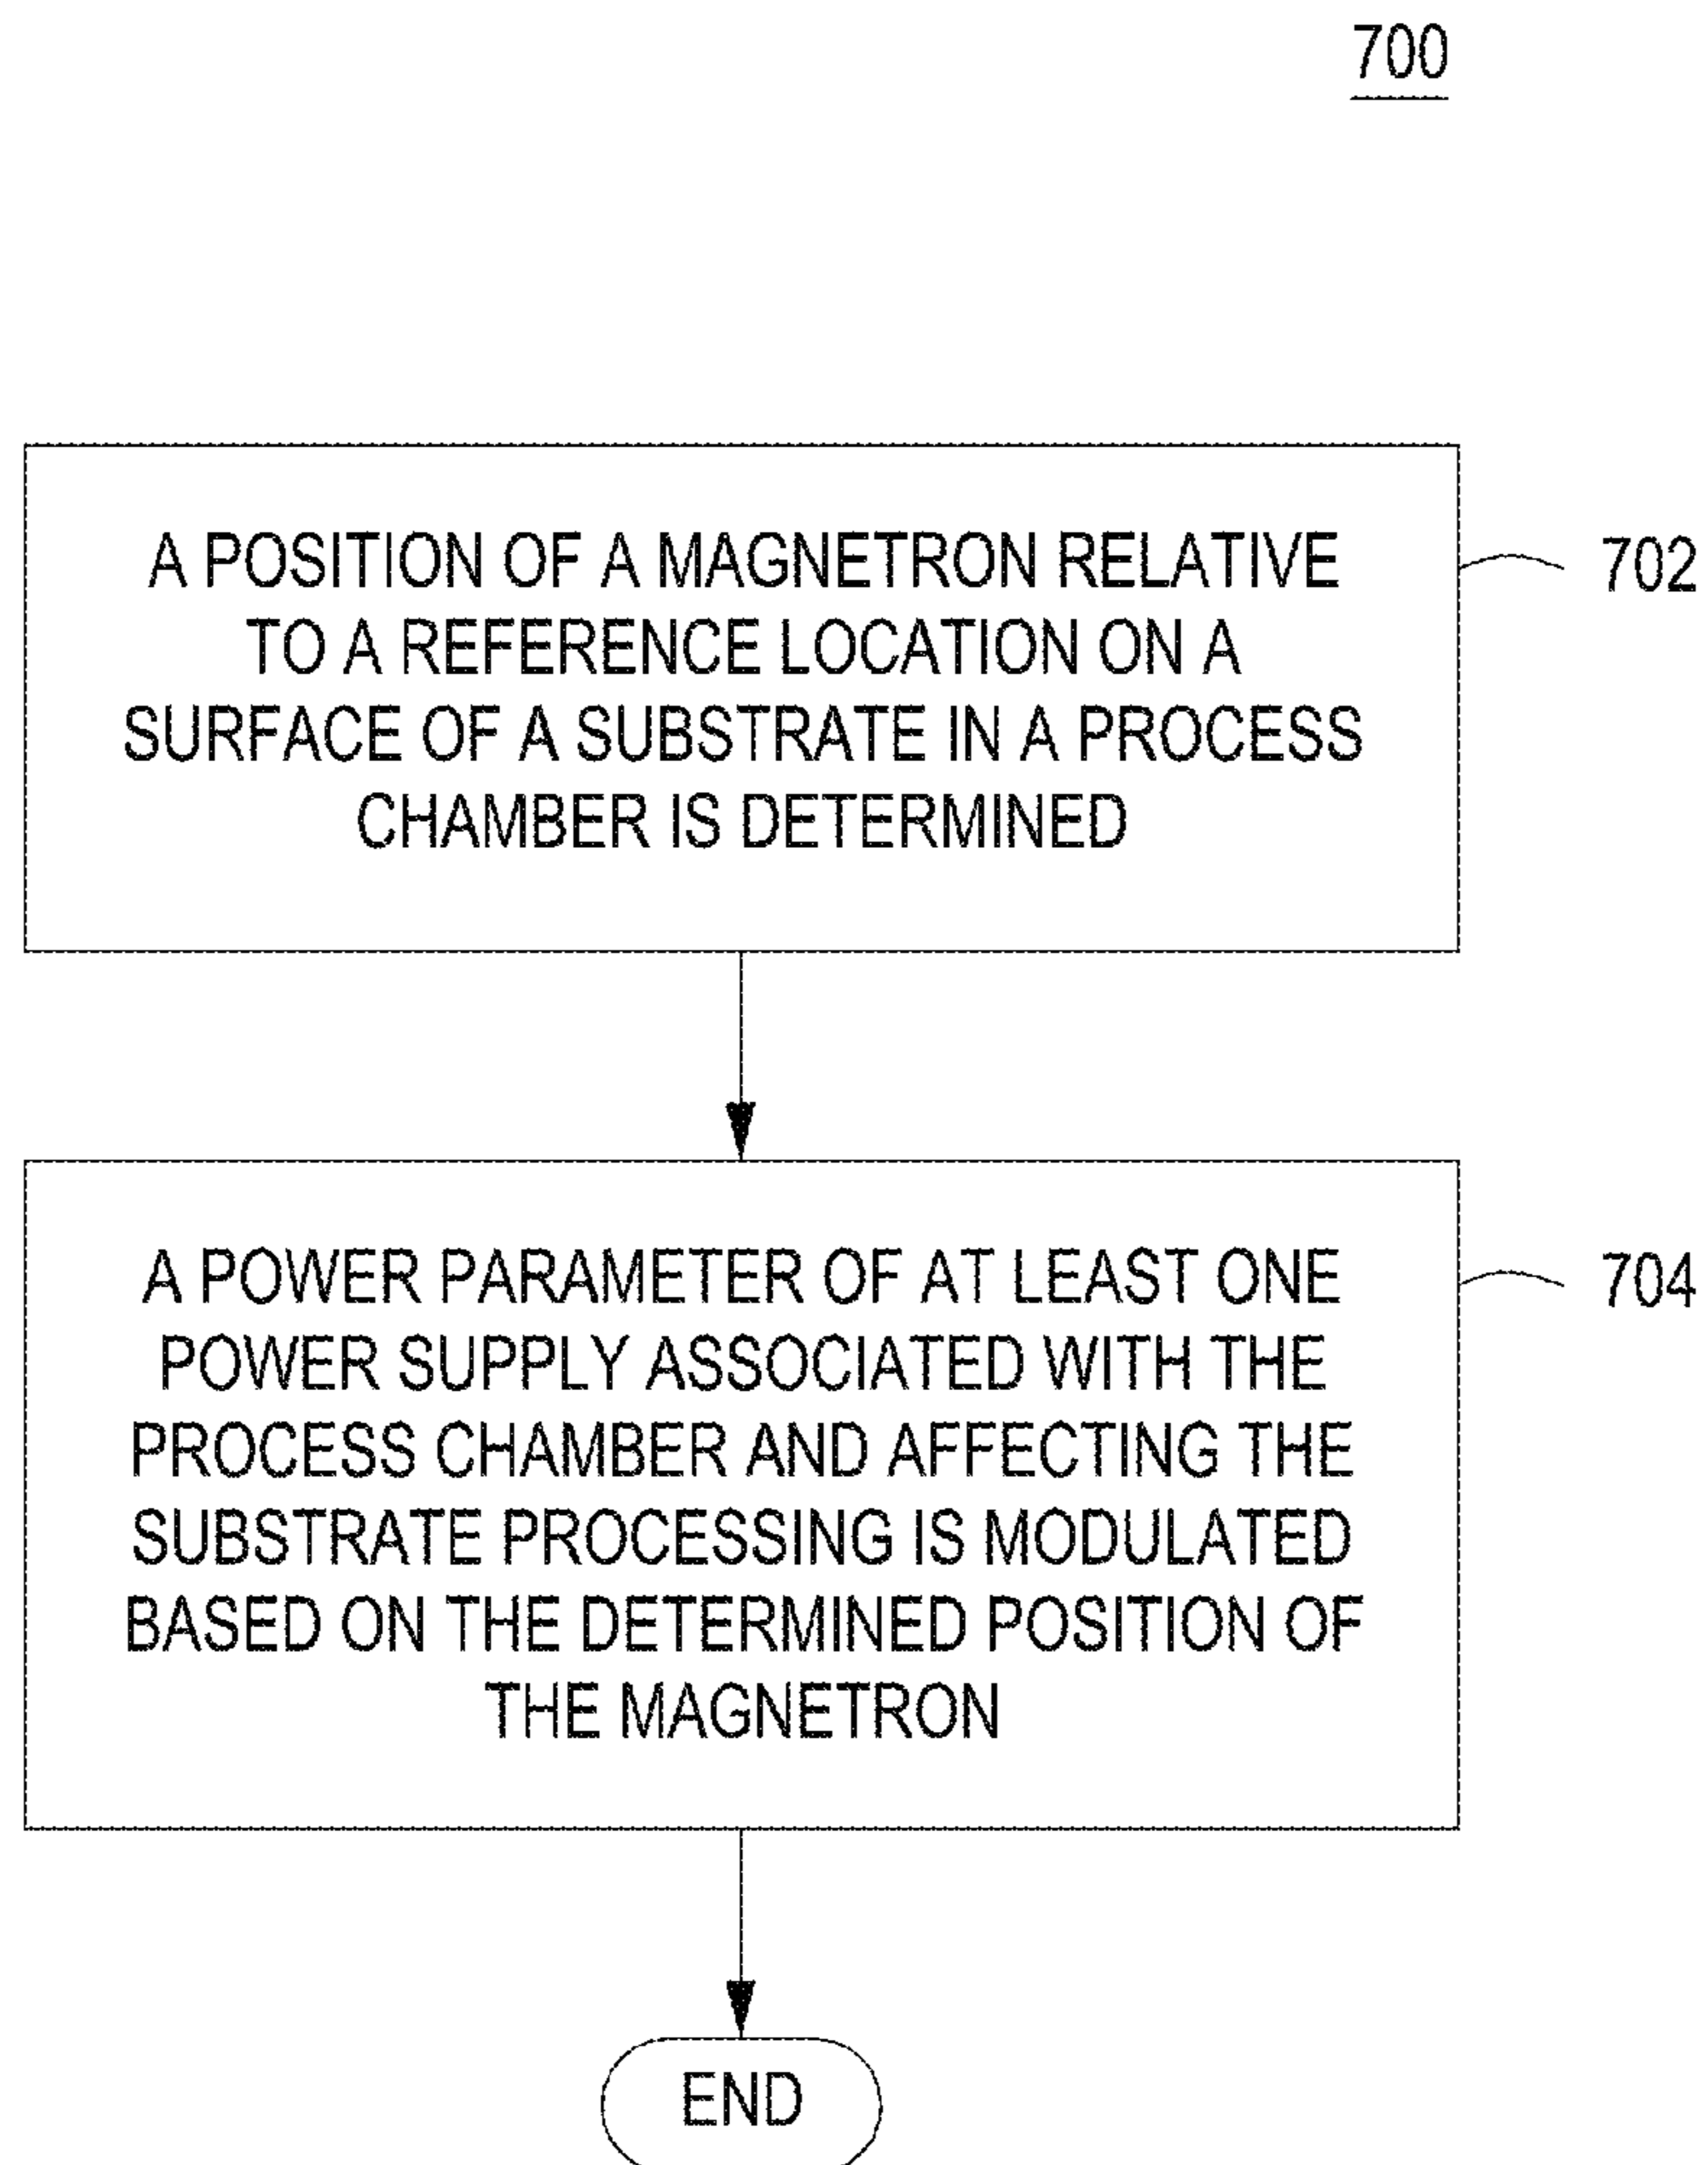 700
A POSITION OF A MAGNETRON RELATIVE
TO A REFERENCE LOCATION ON A
SURFACE OF A SUBSTRATE IN A PROCESS
CHAMBER IS DETERMINED
702
A POWER PARAMETER OF AT LEAST ONE
POWER SUPPLY ASSOCIATED WITH THE
PROCESS CHAMBER AND AFFECTING THE
SUBSTRATE PROCESSING IS MODULATED
BASED ON THE DETERMINED POSITION OF
THE MAGNETRON
704
END